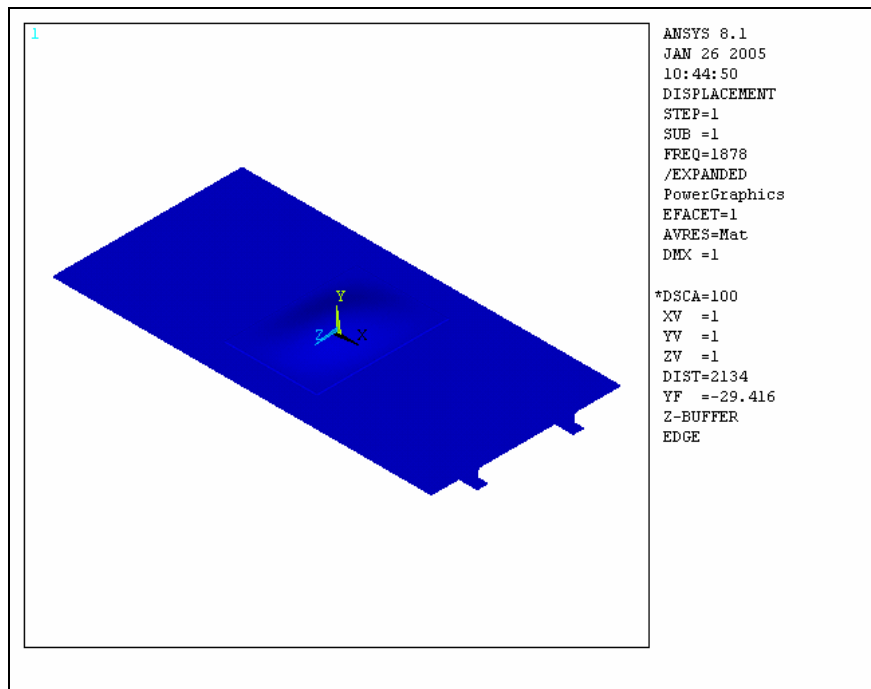 1
ANSYS 8.1
JAN 26 2005
10:44:50
DISPLACEMENT
STEP=1
SUB =1
FREQ=1878
/EXPANDED
PowerGraphics
EFACET=1
AVRES=Mat
DMX =1
*DSCA=100
XV =1
YV =1
ZV =1
DIST=2134
YF =-29.416
Z-BUFFER
EDGE
Y
Z X